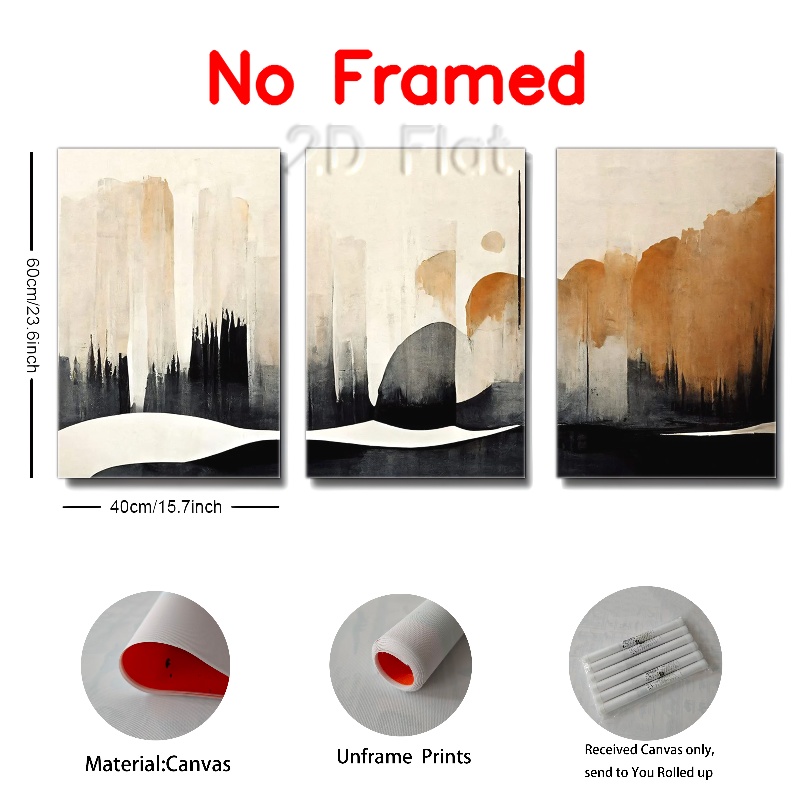 No Framed
2D Flat
60cm/23.6inch
40cm/15.7inch
Material:Canvas
Unframe Prints
Received Canvas only,
send to You Rolled up